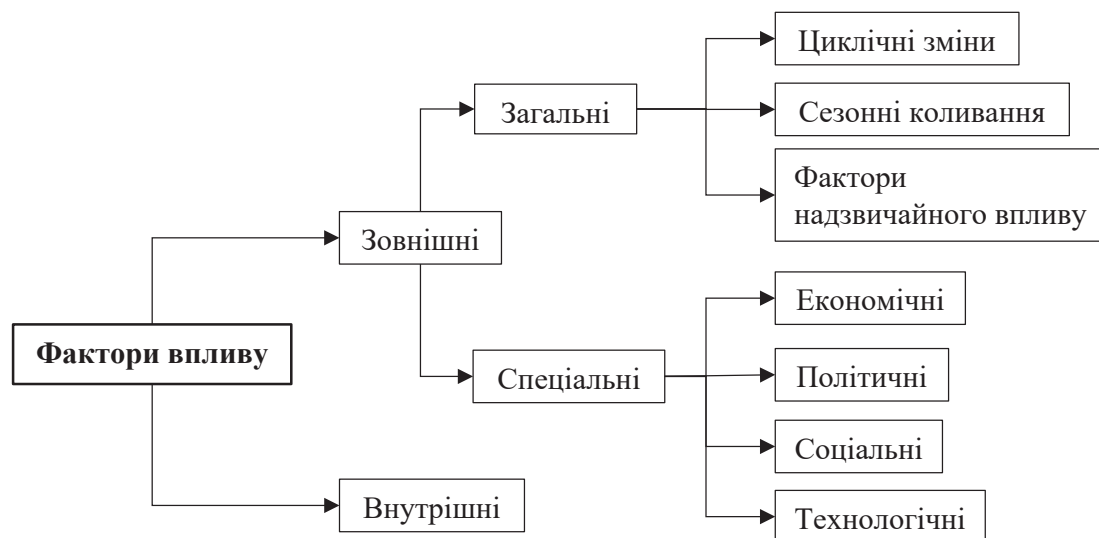 Фактори впливу
Зовнішні
Загальні
Циклічні зміни
Сезонні коливання
Фактори
надзвичайного впливу
Спеціальні
Економічні
Політичні
Соціальні
Технологічні
Внутрішні